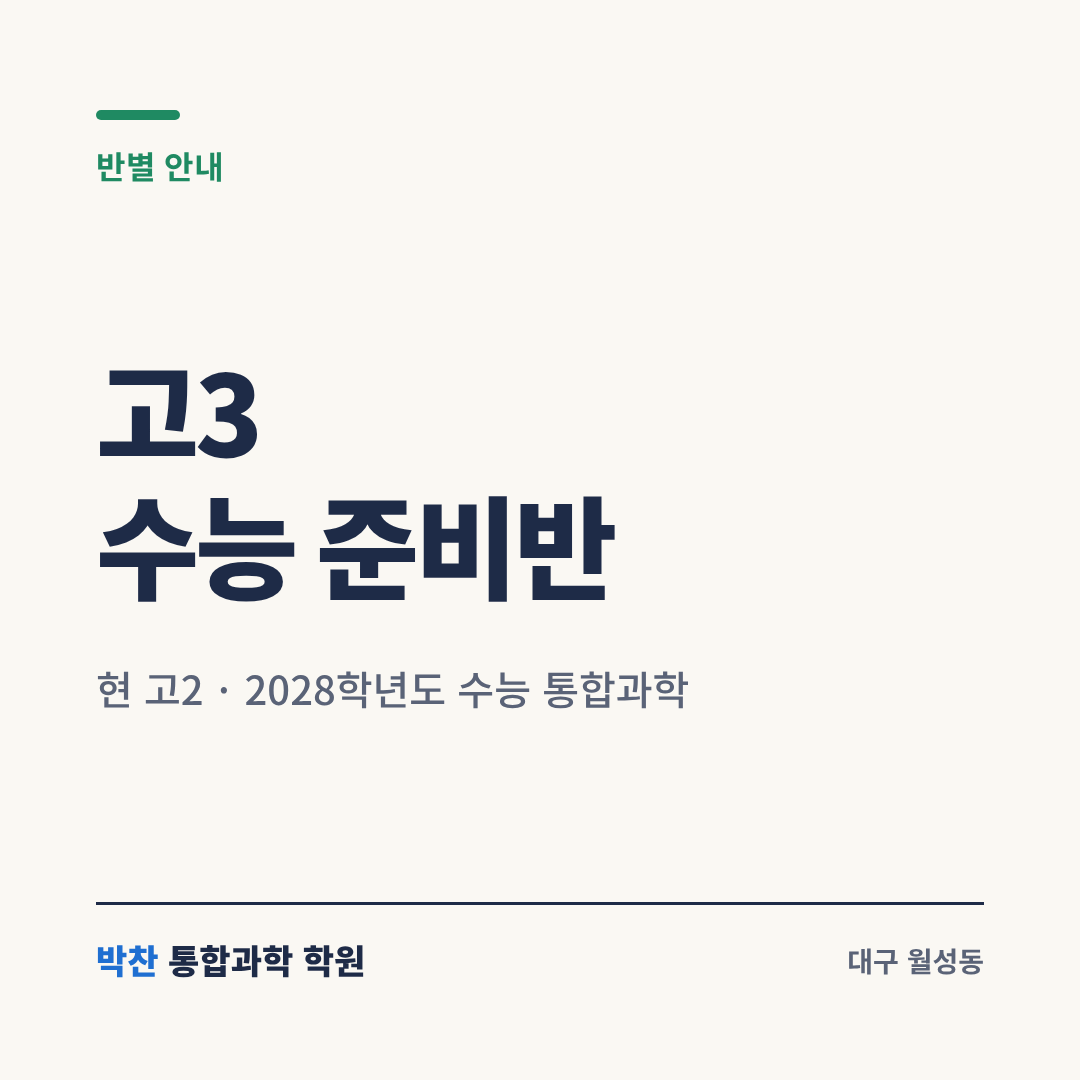 반별 안내
고3
수능 준비반
현 고2 · 2028학년도 수능 통합과학
박찬 통합과학 학원
대구 월성동